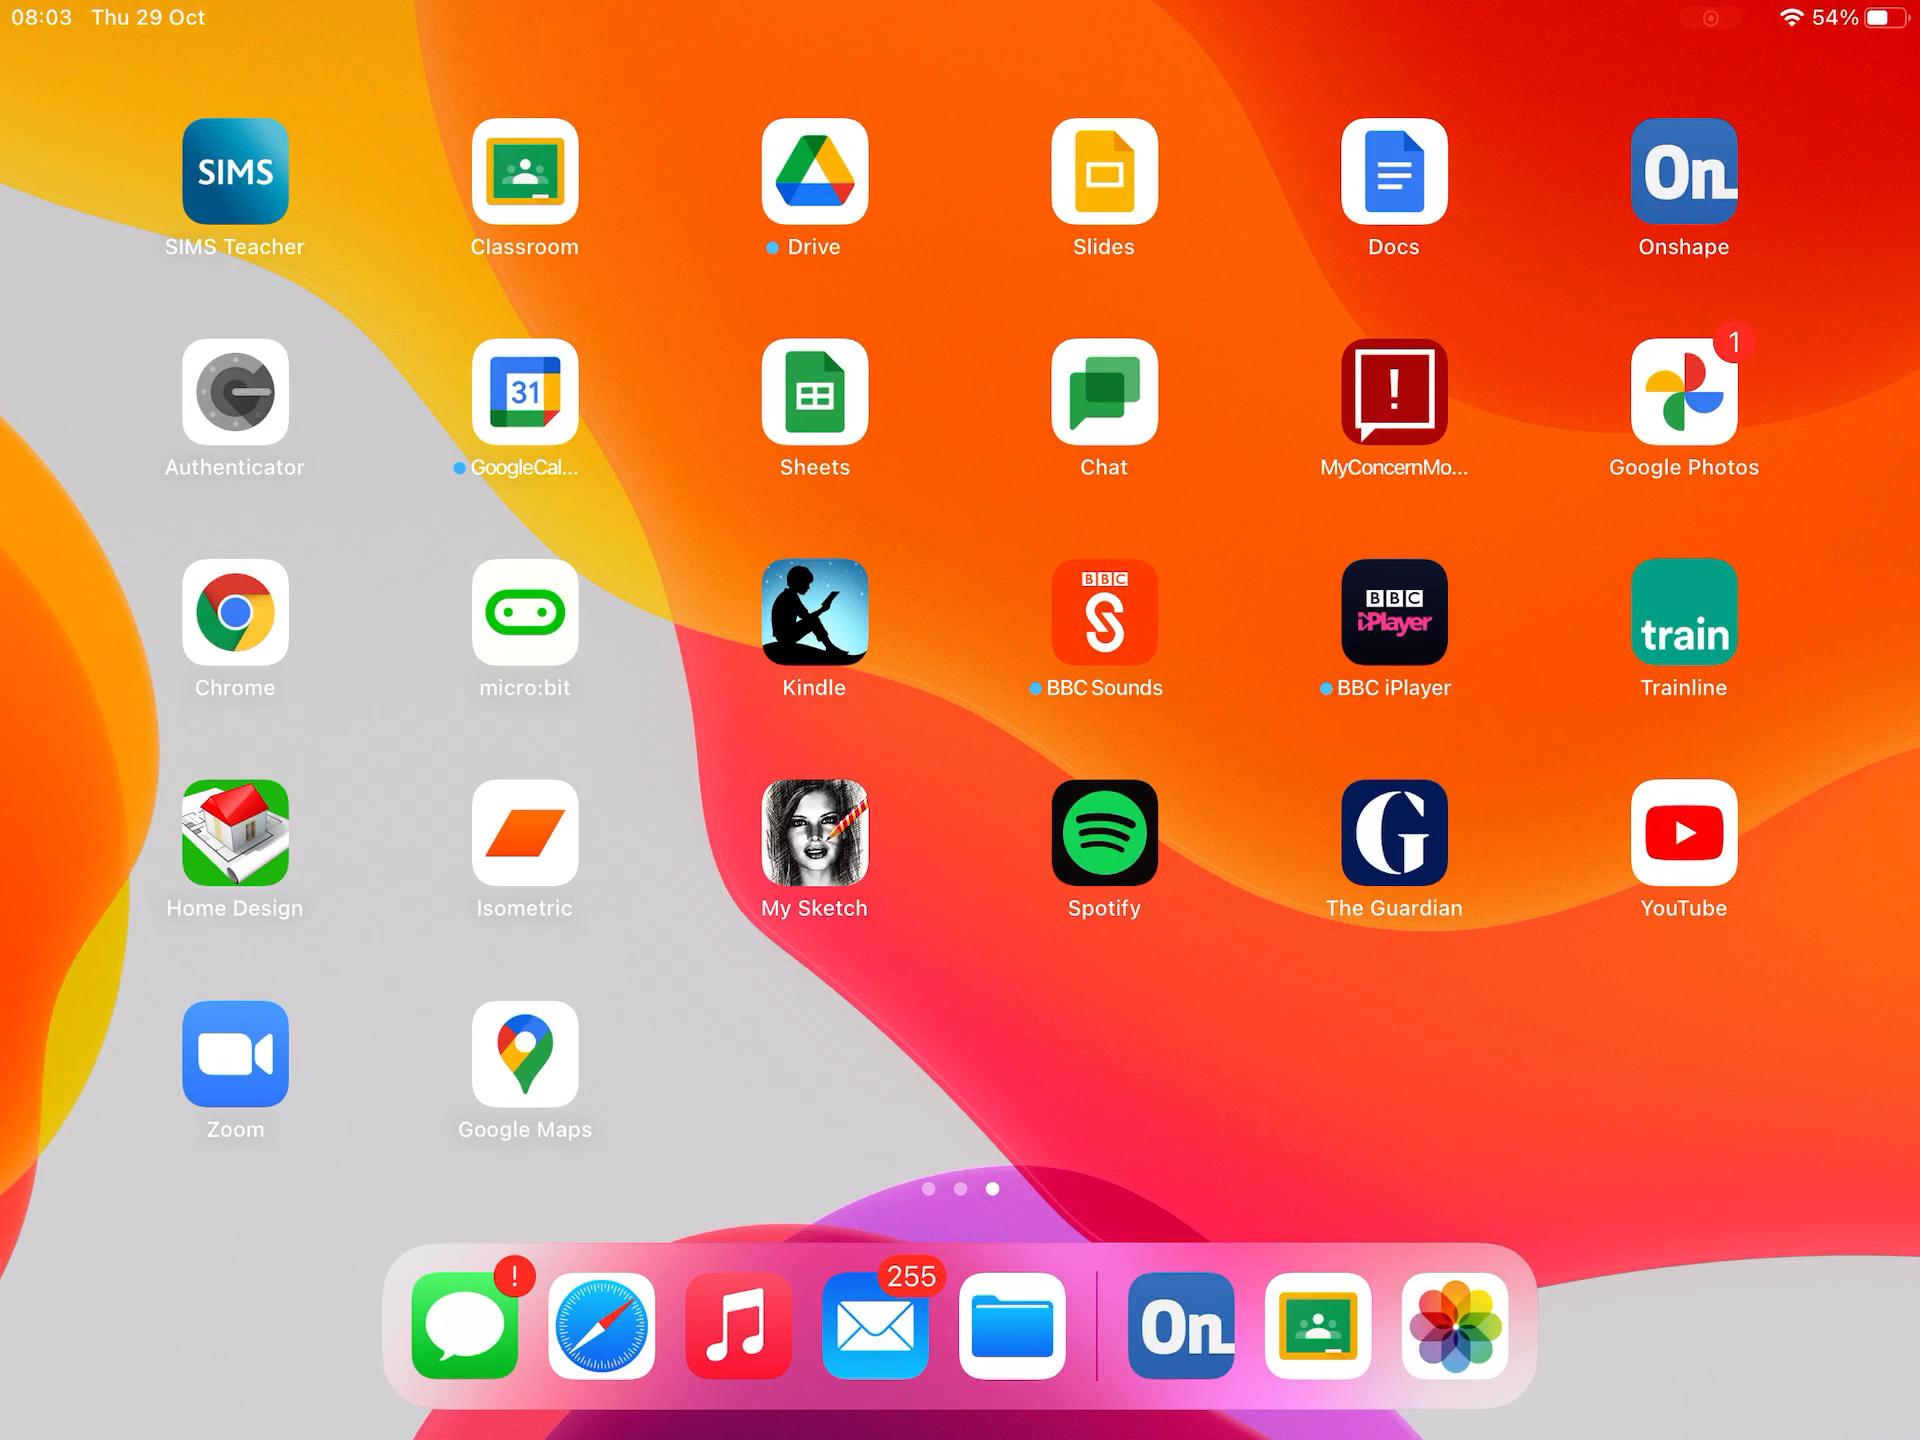 08:03 Thu 29 Oct
54%
SIMS
On
SIMS Teacher
Classroom
Drive
Slides
Docs
Onshape
31
!
1
Authenticator
GoogleCal...
Sheets
Chat
MyConcernMo...
Google Photos
BBC
S
BBC
iPlayer
train
Chrome
micro:bit
Kindle
BBC Sounds
BBC iPlayer
Trainline
G
Home Design
Isometric
My Sketch
Spotify
The Guardian
YouTube
Zoom
Google Maps
!
255
On